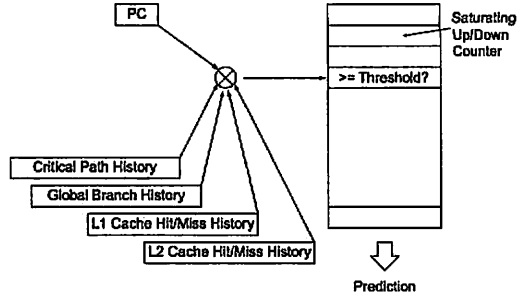 PC
Saturating
Up/Down
Counter
>= Threshold?
Critical Path History
Global Branch History
L1 Cache Hit/Miss History
L2 Cache Hit/Miss History
Prediction